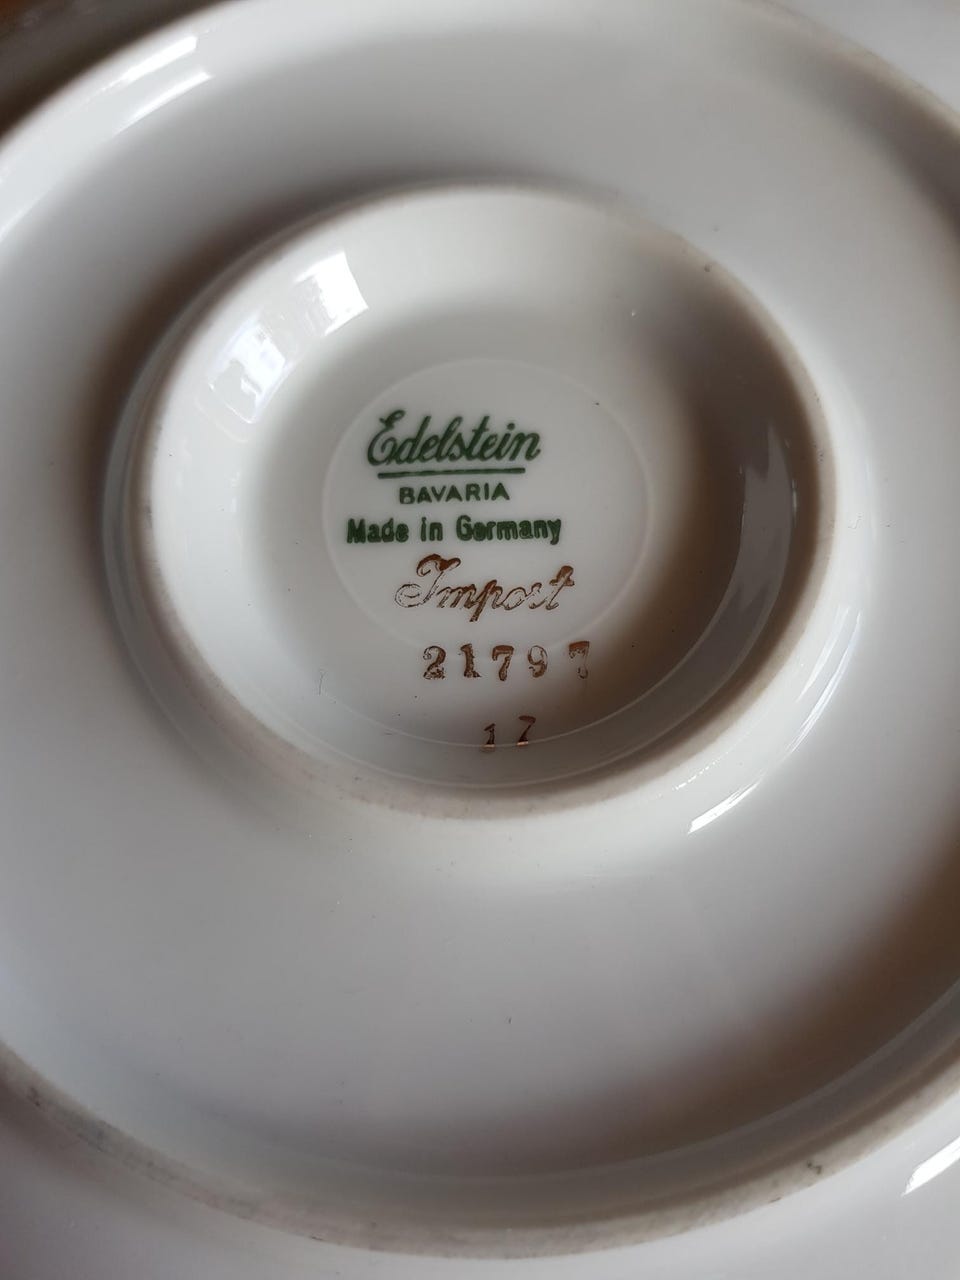 Edelstein
BAVARIA
Made in Germany
Import
21797
17